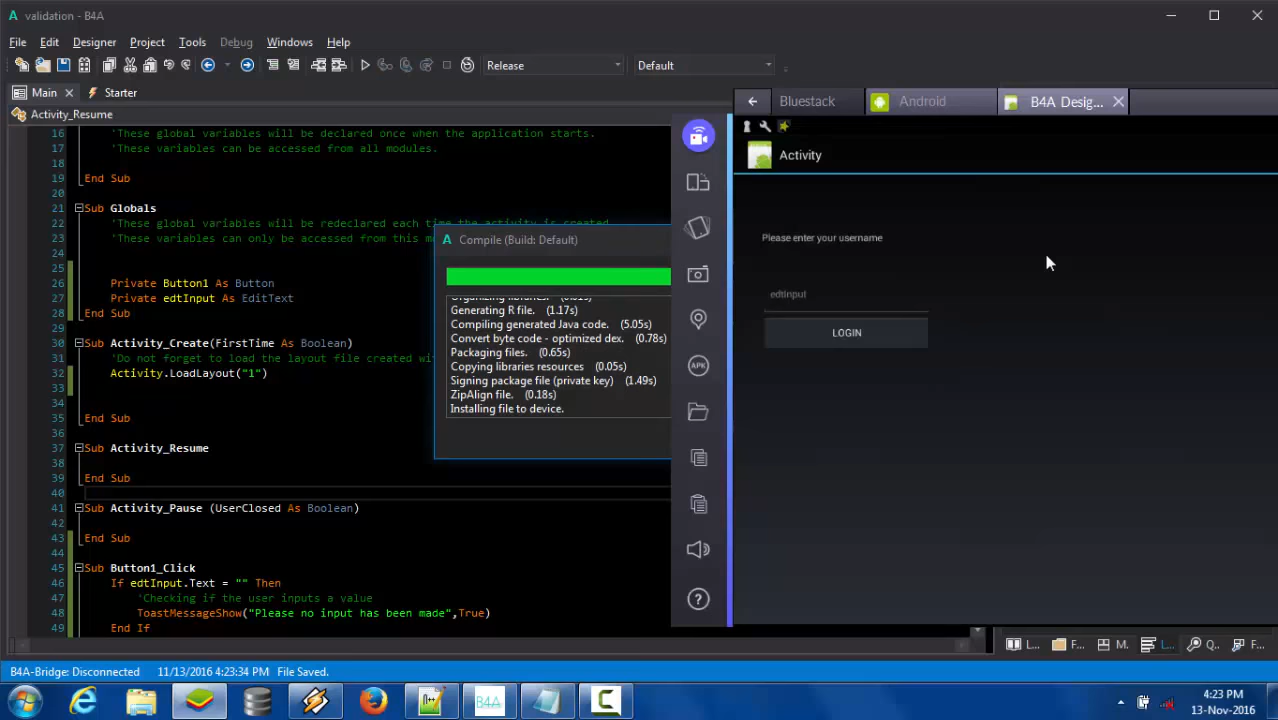 validation - B4A
File Edit Designer Project Tools Debug Windows Help
Release Default
Main Starter
Activity_Resume
16 'These global variables will be declared once when the application starts.
17 'These variables can be accessed from all modules.
18
19 End Sub
20
21 Sub Globals
22 'These global variables will be redeclared each time the activity is created.
23 'These variables can only be accessed from this m
24
25
26 Private Button1 As Button
27 Private edtInput As EditText
28 End Sub
29
30 Sub Activity_Create(FirstTime As Boolean)
31 'Do not forget to load the layout file created wi
32 Activity.LoadLayout("1")
33
34
35 End Sub
36
37 Sub Activity_Resume
38
39 End Sub
40
41 Sub Activity_Pause (UserClosed As Boolean)
42
43 End Sub
44
45 Sub Button1_Click
46 If edtInput.Text = "" Then
47 'Checking if the user inputs a value
48 ToastMessageShow("Please no input has been made",True)
49 End If
Compile (Build: Default)
Generating R file. (1.17s)
Compiling generated Java code. (5.05s)
Convert byte code - optimized dex. (0.78s)
Packaging files. (0.65s)
Copying libraries resources (0.05s)
Signing package file (private key) (1.49s)
ZipAlign file. (0.18s)
Installing file to device.
Bluestack Android B4A Desig...
Activity
Please enter your username
edtInput
LOGIN
APK
L... F... M. L... Q.. F...
B4A-Bridge: Disconnected 11/13/2016 4:23:34 PM File Saved.
B4A
4:23 PM
13-Nov-2016